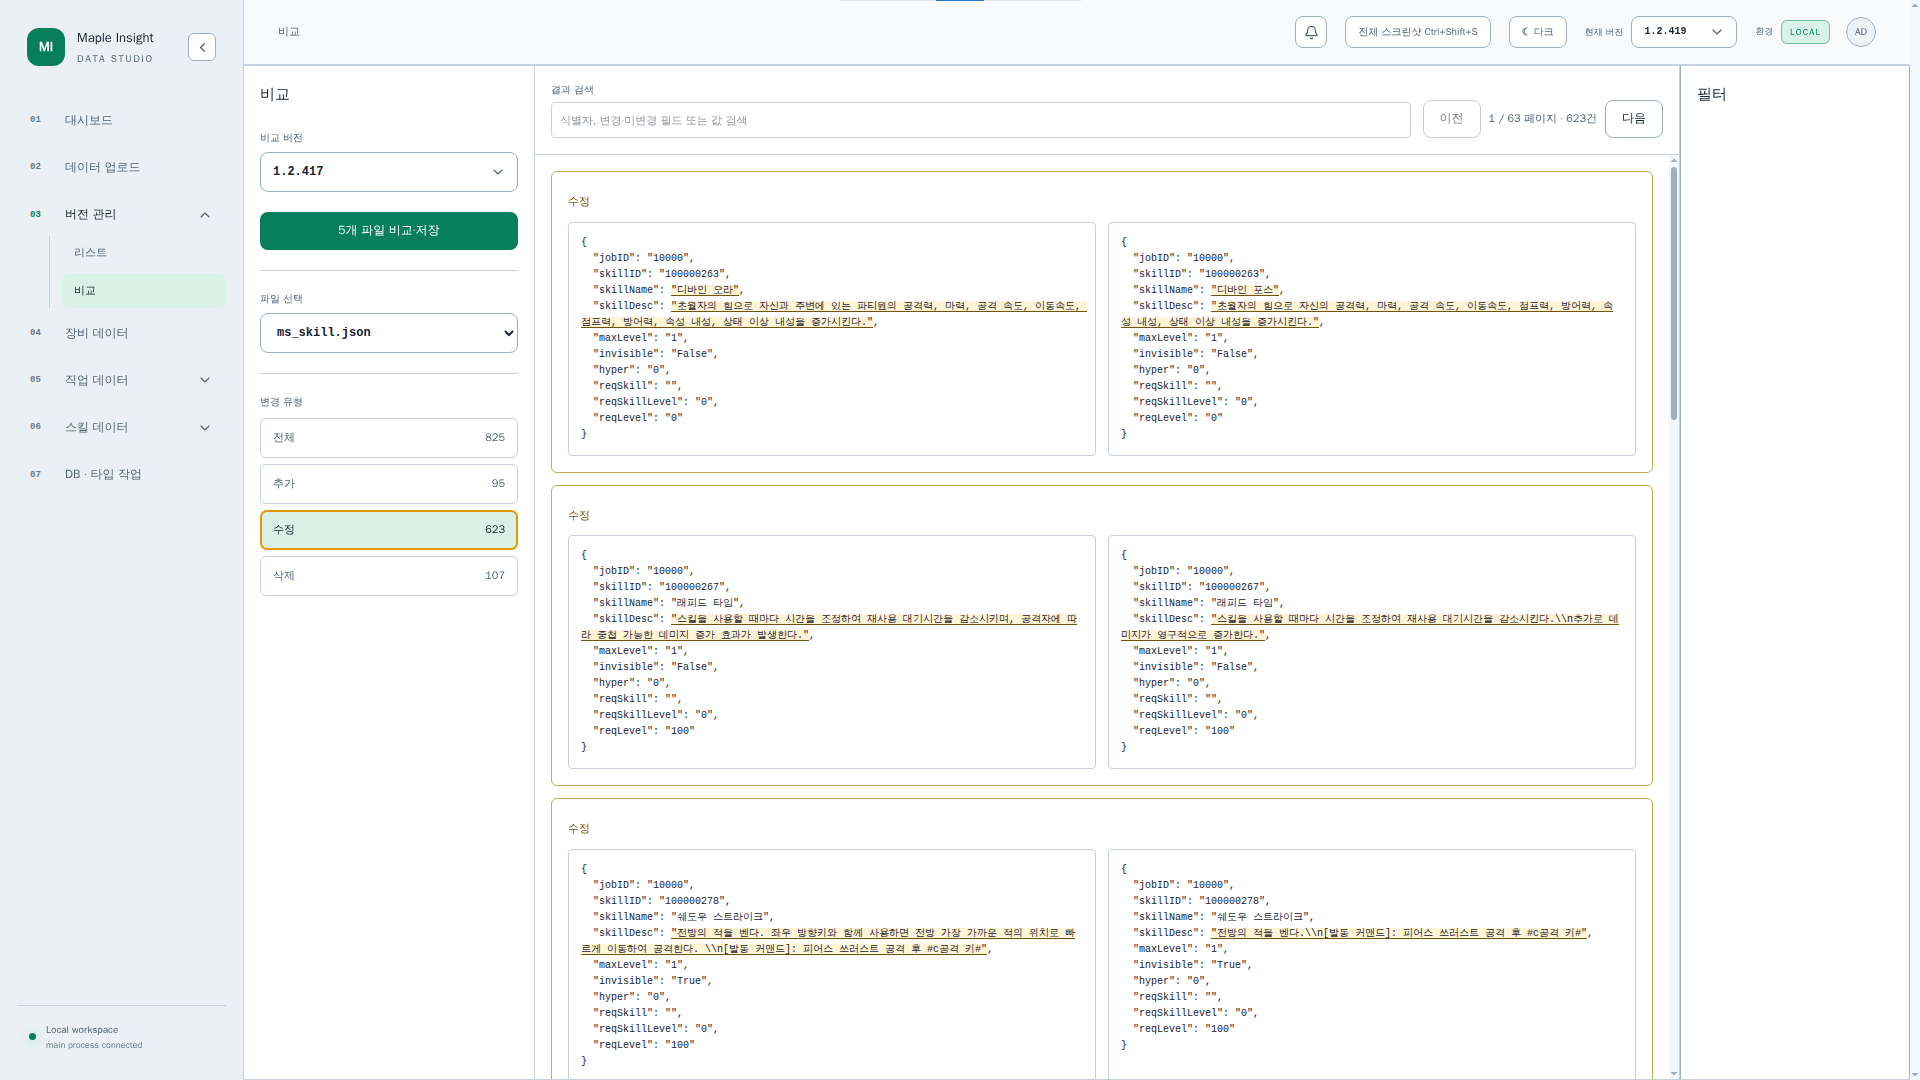 MI
Maple Insight
DATA STUDIO
01 대시보드
02 데이터 업로드
03 버전 관리
리스트
비교
04 장비 데이터
05 직업 데이터
06 스킬 데이터
07 DB · 타입 작업
Local workspace
main process connected
비교
전체 스크린샷 Ctrl+Shift+S
☾ 다크
현재 버전
1.2.419
환경
LOCAL
AD
비교
비교 버전
1.2.417
5개 파일 비교·저장
파일 선택
ms_skill.json
변경 유형
전체 825
추가 95
수정 623
삭제 107
결과 검색
식별자, 변경·미변경 필드 또는 값 검색
이전
1 / 63 페이지 · 623건
다음
수정
{
"jobID": "10000",
"skillID": "100000263",
"skillName": "디바인 오라",
"skillDesc": "초월자의 힘으로 자신과 주변에 있는 파티원의 공격력, 마력, 공격 속도, 이동속도,
점프력, 방어력, 속성 내성, 상태 이상 내성을 증가시킨다.",
"maxLevel": "1",
"invisible": "False",
"hyper": "0",
"reqSkill": "",
"reqSkillLevel": "0",
"reqLevel": "0"
}
{
"jobID": "10000",
"skillID": "100000263",
"skillName": "디바인 포스",
"skillDesc": "초월자의 힘으로 자신의 공격력, 마력, 공격 속도, 이동속도, 점프력, 방어력, 속
성 내성, 상태 이상 내성을 증가시킨다.",
"maxLevel": "1",
"invisible": "False",
"hyper": "0",
"reqSkill": "",
"reqSkillLevel": "0",
"reqLevel": "0"
}
수정
{
"jobID": "10000",
"skillID": "100000267",
"skillName": "래피드 타임",
"skillDesc": "스킬을 사용할 때마다 시간을 조정하여 재사용 대기시간을 감소시키며, 공격자에 따
라 중첩 가능한 데미지 증가 효과가 발생한다.",
"maxLevel": "1",
"invisible": "False",
"hyper": "0",
"reqSkill": "",
"reqSkillLevel": "0",
"reqLevel": "100"
}
{
"jobID": "10000",
"skillID": "100000267",
"skillName": "래피드 타임",
"skillDesc": "스킬을 사용할 때마다 시간을 조정하여 재사용 대기시간을 감소시킨다.\\n추가로 데
미지가 영구적으로 증가한다.",
"maxLevel": "1",
"invisible": "False",
"hyper": "0",
"reqSkill": "",
"reqSkillLevel": "0",
"reqLevel": "100"
}
수정
{
"jobID": "10000",
"skillID": "100000278",
"skillName": "쉐도우 스트라이크",
"skillDesc": "전방의 적을 벤다. 좌우 방향키와 함께 사용하면 전방 가장 가까운 적의 위치로 빠
르게 이동하여 공격한다. \\n[발동 커맨드]: 피어스 쓰러스트 공격 후 #c공격 키#",
"maxLevel": "1",
"invisible": "True",
"hyper": "0",
"reqSkill": "",
"reqSkillLevel": "0",
"reqLevel": "100"
}
{
"jobID": "10000",
"skillID": "100000278",
"skillName": "쉐도우 스트라이크",
"skillDesc": "전방의 적을 벤다.\\n[발동 커맨드]: 피어스 쓰러스트 공격 후 #c공격 키#",
"maxLevel": "1",
"invisible": "True",
"hyper": "0",
"reqSkill": "",
"reqSkillLevel": "0",
"reqLevel": "100"
}
필터